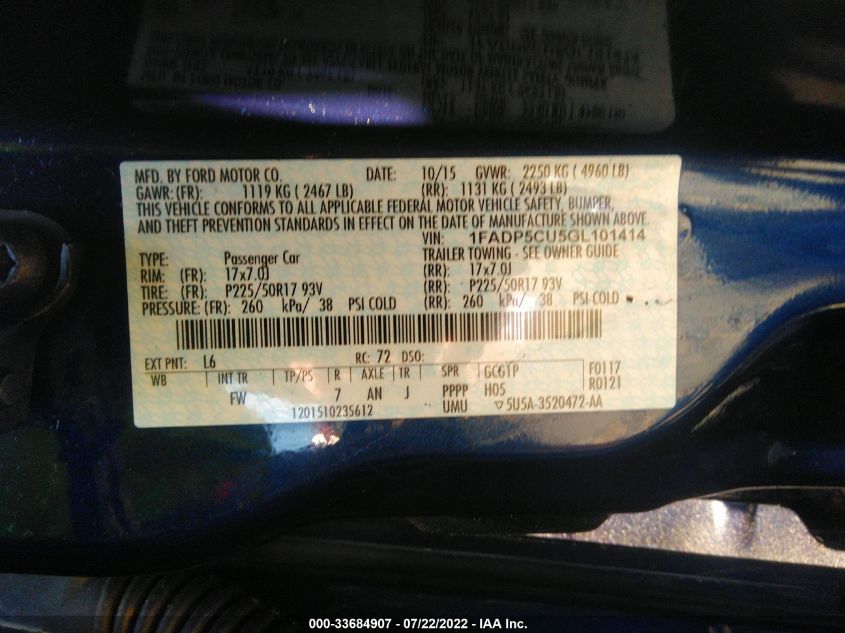 MFD. BY FORD MOTOR CO. DATE: 10/15 GVWR: 2250 KG ( 4960 LB)
GAWR: (FR): 1119 KG ( 2467 LB) (RR): 1131 KG ( 2493 LB)
THIS VEHICLE CONFORMS TO ALL APPLICABLE FEDERAL MOTOR VEHICLE SAFETY, BUMPER,
AND THEFT PREVENTION STANDARDS IN EFFECT ON THE DATE OF MANUFACTURE SHOWN ABOVE.
VIN: 1FADP5CU5GL101414
TYPE: Passenger Car TRAILER TOWING - SEE OWNER GUIDE
RIM: (FR): 17x7.0J (RR): 17x7.0J
TIRE: (FR): P225/50R17 93V (RR): P225/50R17 93V
PRESSURE: (FR): 260 kPa/ 38 PSI COLD (RR): 260 kPa/ 38 PSI COLD
EXT PNT: L6 RC: 72 DSO:
WB INT TR TP/PS R AXLE TR SPR GC6TP F0117
FW 7 AN J PPPP H05 R0121
1201510235612 UMU ▽5U5A-3520472-AA
000-33684907 - 07/22/2022 - IAA Inc.